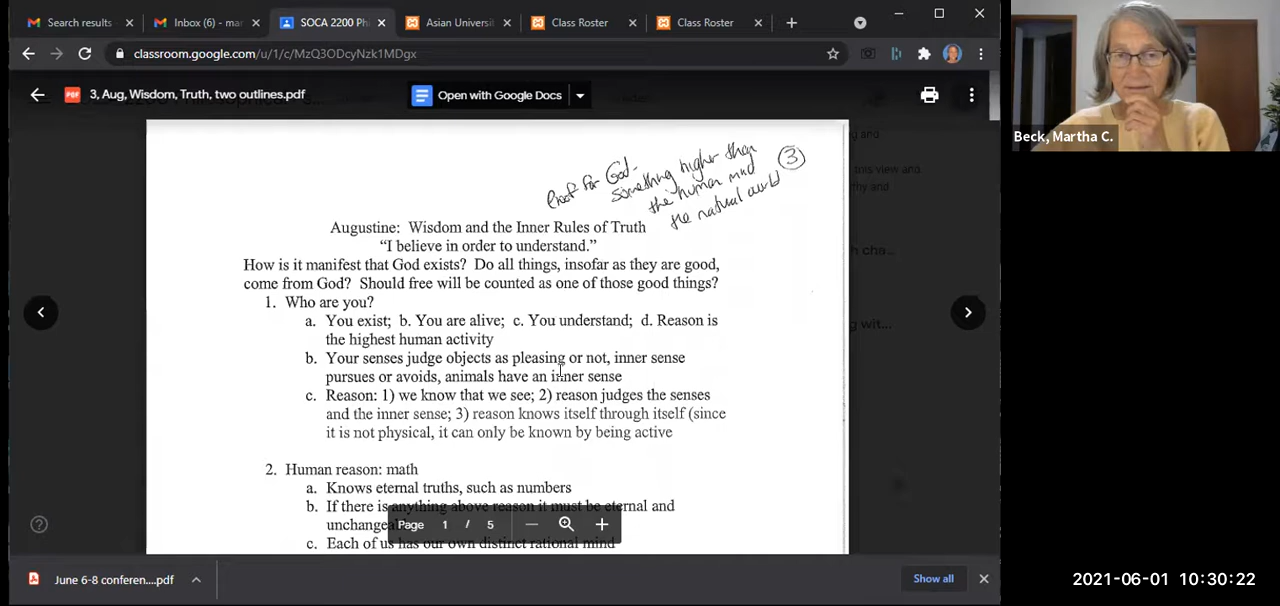 Search results
Inbox (6) - mar
SOCA 2200 Ph
Asian Universit
Class Roster
Class Roster
classroom.google.com/u/1/c/MzQ3ODcyNzk1MDgx
3, Aug, Wisdom, Truth, two outlines.pdf
Open with Google Docs
Beck, Martha C.
Proof for God-
something higher than
the human mind
the natural world
3
Augustine: Wisdom and the Inner Rules of Truth
“I believe in order to understand.”
How is it manifest that God exists? Do all things, insofar as they are good,
come from God? Should free will be counted as one of those good things?
1. Who are you?
a. You exist; b. You are alive; c. You understand; d. Reason is
the highest human activity
b. Your senses judge objects as pleasing or not, inner sense
pursues or avoids, animals have an inner sense
c. Reason: 1) we know that we see; 2) reason judges the senses
and the inner sense; 3) reason knows itself through itself (since
it is not physical, it can only be known by being active
2. Human reason: math
a. Knows eternal truths, such as numbers
b. If there is anything above reason it must be eternal and
unchangea
Page 1 / 5
c. Each of us has our own distinct rational mind
June 6-8 conferen....pdf
Show all
2021-06-01 10:30:22